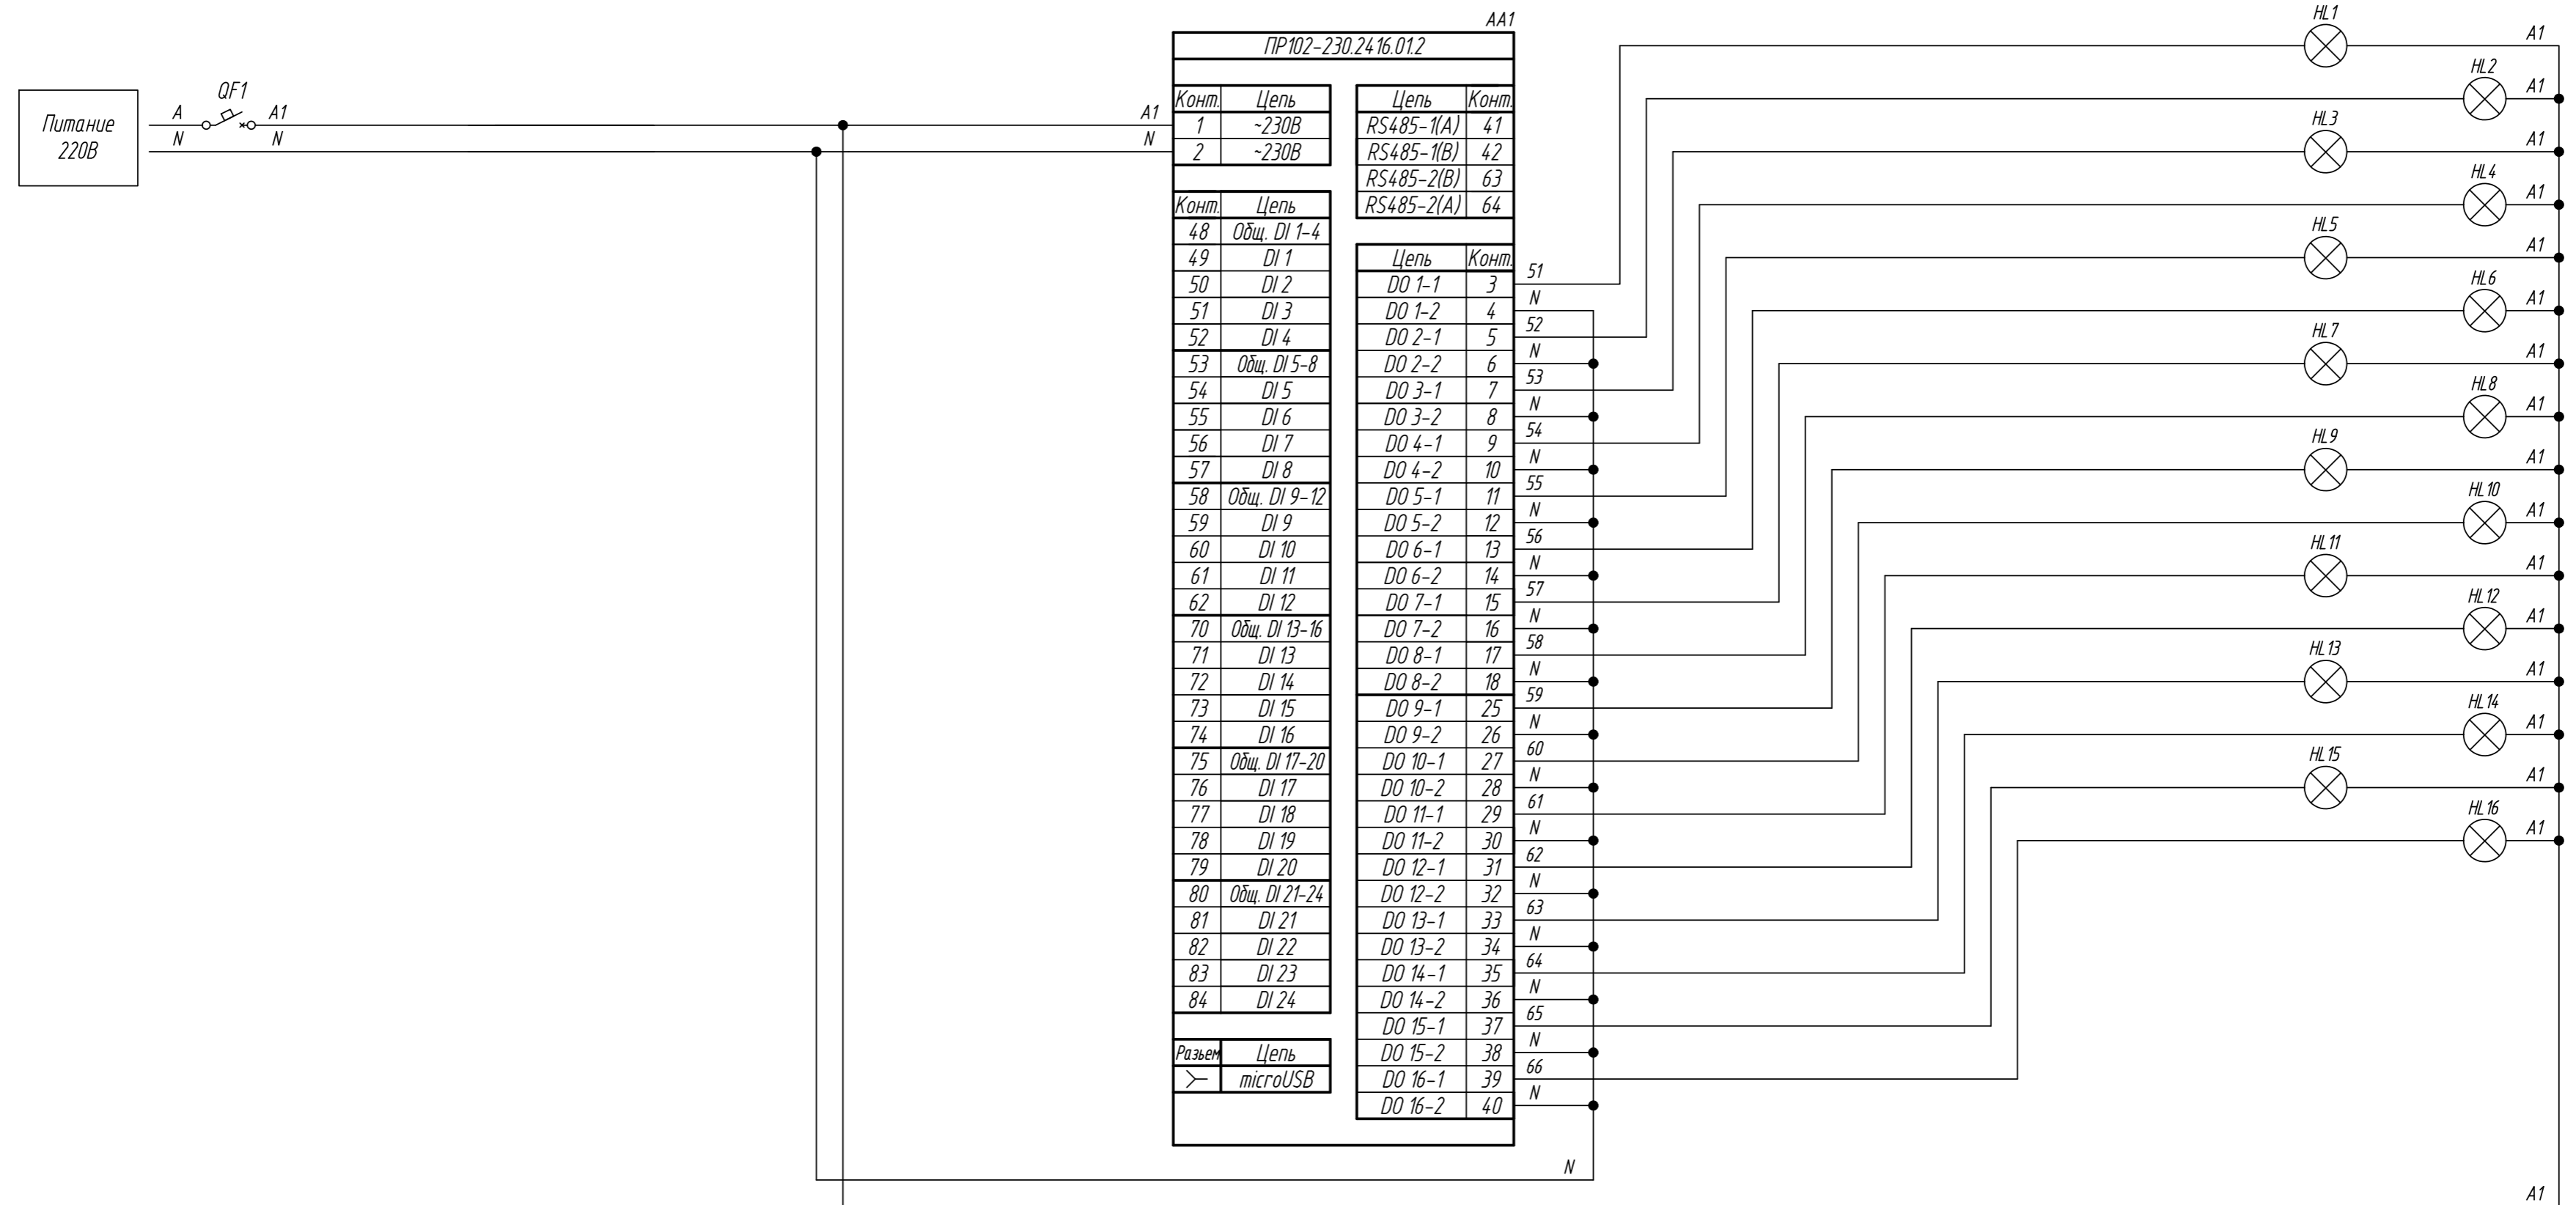 AA1
ПР102-230.2416.01.2
Питание
220В
QF1
A A1 A1
N N N
Конт. Цепь
1 ~230В
2 ~230В
Конт. Цепь
48 Общ. DI 1-4
49 DI 1
50 DI 2
51 DI 3
52 DI 4
53 Общ. DI 5-8
54 DI 5
55 DI 6
56 DI 7
57 DI 8
58 Общ. DI 9-12
59 DI 9
60 DI 10
61 DI 11
62 DI 12
70 Общ. DI 13-16
71 DI 13
72 DI 14
73 DI 15
74 DI 16
75 Общ. DI 17-20
76 DI 17
77 DI 18
78 DI 19
79 DI 20
80 Общ. DI 21-24
81 DI 21
82 DI 22
83 DI 23
84 DI 24
Разьем Цепь
microUSB
Цепь Конт.
RS485-1(A) 41
RS485-1(B) 42
RS485-2(B) 63
RS485-2(A) 64
Цепь Конт.
DO 1-1 3 51
DO 1-2 4 N
DO 2-1 5 52
DO 2-2 6 N
DO 3-1 7 53
DO 3-2 8 N
DO 4-1 9 54
DO 4-2 10 N
DO 5-1 11 55
DO 5-2 12 N
DO 6-1 13 56
DO 6-2 14 N
DO 7-1 15 57
DO 7-2 16 N
DO 8-1 17 58
DO 8-2 18 N
DO 9-1 25 59
DO 9-2 26 N
DO 10-1 27 60
DO 10-2 28 N
DO 11-1 29 61
DO 11-2 30 N
DO 12-1 31 62
DO 12-2 32 N
DO 13-1 33 63
DO 13-2 34 N
DO 14-1 35 64
DO 14-2 36 N
DO 15-1 37 65
DO 15-2 38 N
DO 16-1 39 66
DO 16-2 40 N
N
HL1 A1
HL2 A1
HL3 A1
HL4 A1
HL5 A1
HL6 A1
HL7 A1
HL8 A1
HL9 A1
HL10 A1
HL11 A1
HL12 A1
HL13 A1
HL14 A1
HL15 A1
HL16 A1
A1